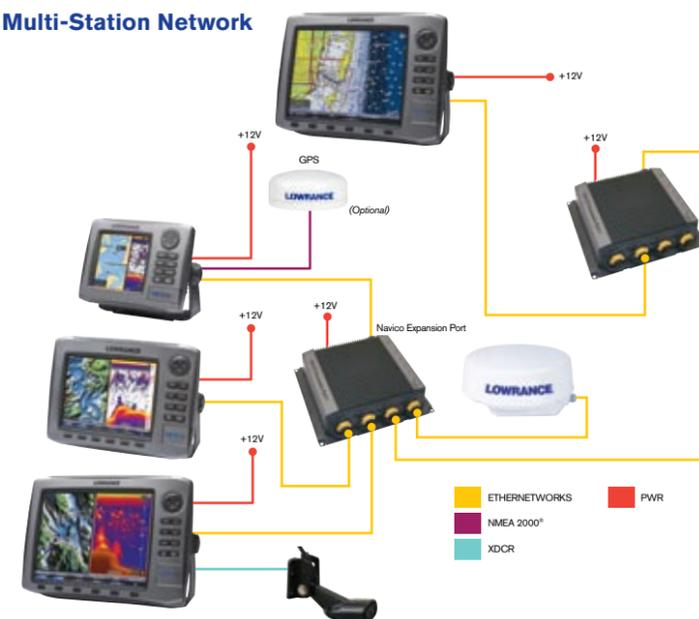 Multi-Station Network
LOWRANCE
+12V
+12V
+12V
GPS
LOWRANCE
(Optional)
+12V
+12V
Navico Expansion Port
LOWRANCE
+12V
ETHERNETWORKS
PWR
NMEA 2000®
XDCR